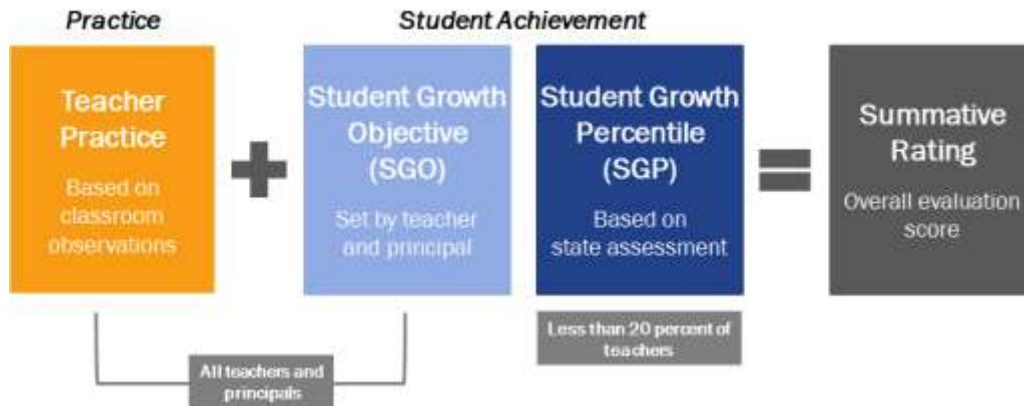 Practice
Student Achievement
Teacher
Practice
Based on
classroom
observations
Student Growth
Objective
(SGO)
Set by teacher
and principal
Student Growth
Percentile
(SGP)
Based on
state assessment
Summative
Rating
Overall evaluation
score
Less than 20 percent of
teachers
All teachers and
principals